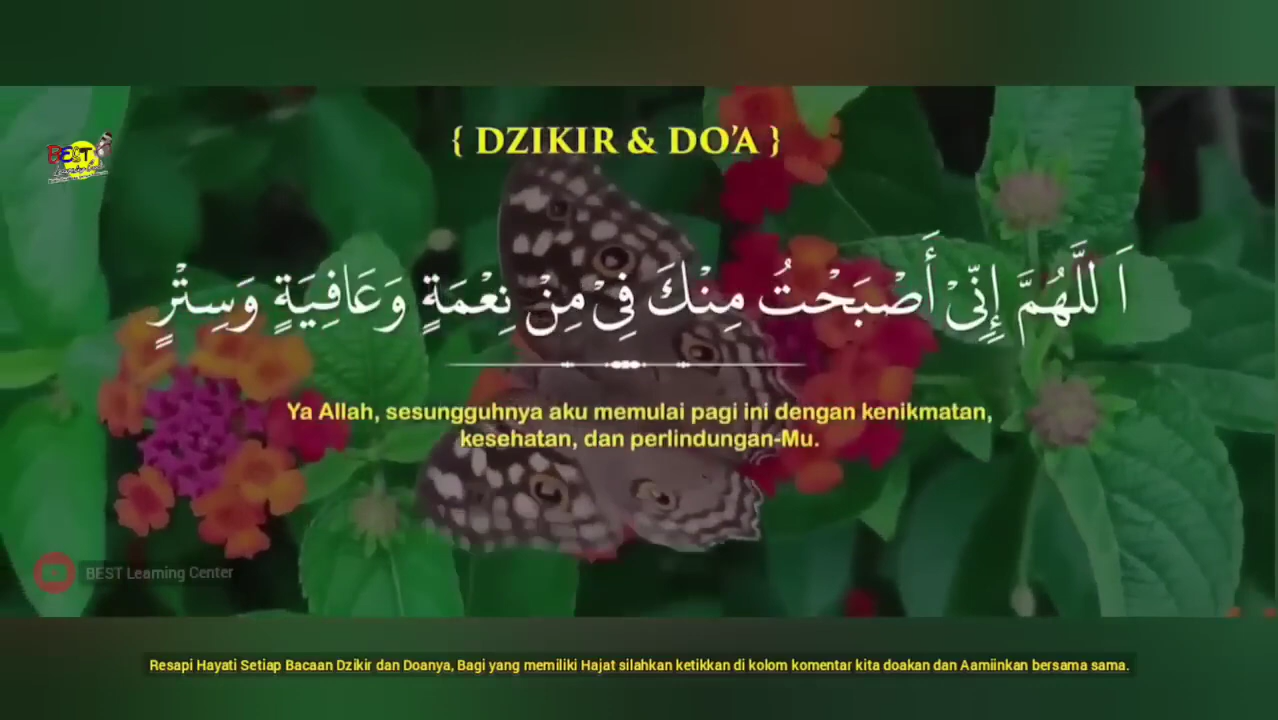 BEST
{ DZIKIR & DO'A }
اَ للَّهُمَّ إِنِّىْ أَصْبَحْتُ مِنْكَ فِىْ مِنْ نِعْمَةٍ وَعَافِيَةٍ وَسِتْرٍ
Ya Allah, sesungguhnya aku memulai pagi ini dengan kenikmatan,
kesehatan, dan perlindungan-Mu.
BEST Learning Center
Resapi Hayati Setiap Bacaan Dzikir dan Doanya, Bagi yang memiliki Hajat silahkan ketikkan di kolom komentar kita doakan dan Aamiinkan bersama sama.